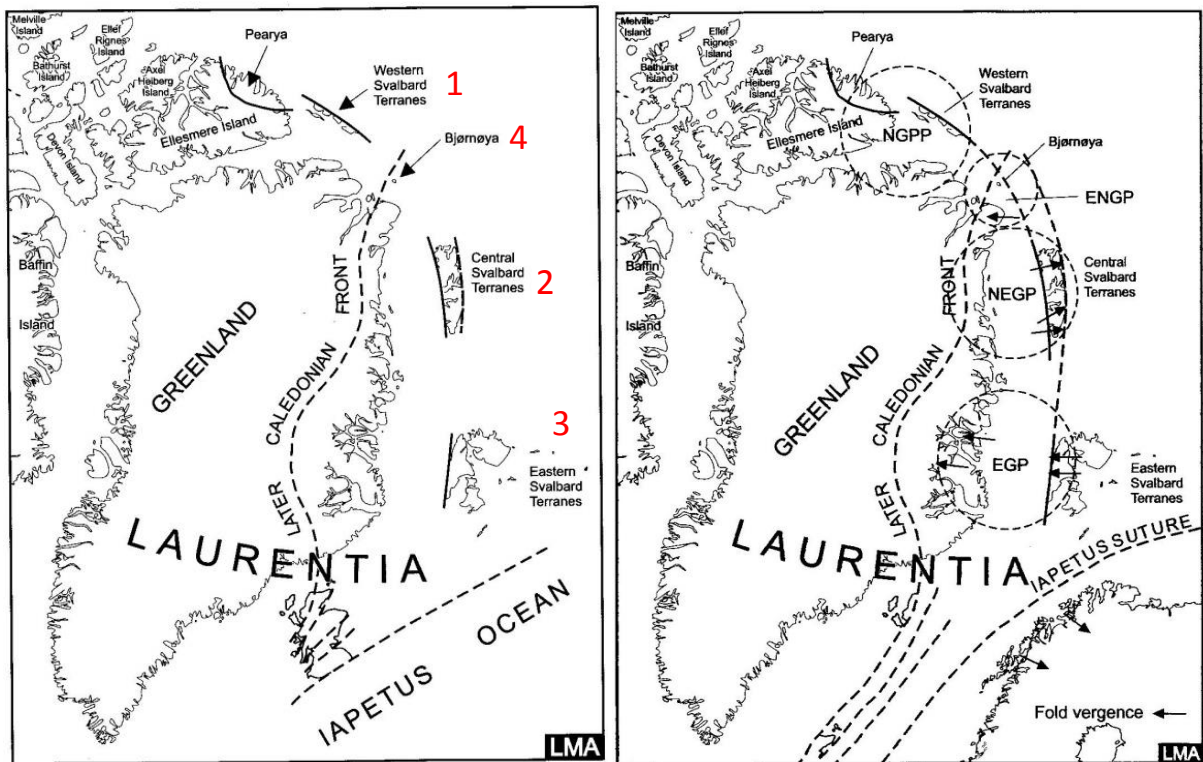 Melville
Island
Ellef
Rignes
Island
Bathurst
Island
Axel
Heiberg
Island
Devon Island
Ellesmere Island
Pearya
Western
Svalbard
Terranes
1
Bjørnøya
4
Central
Svalbard
Terranes
2
Baffin
Island
GREENLAND
LATER CALEDONIAN FRONT
3
Eastern
Svalbard
Terranes
LAURENTIA
IAPETUS OCEAN
LMA
Melville
Island
Ellef
Rignes
Island
Bathurst
Island
Axel
Heiberg
Island
Devon Island
Ellesmere Island
Pearya
Western
Svalbard
Terranes
NGPP
Bjørnøya
ENGP
Central
Svalbard
Terranes
NEGP
Baffin
Island
GREENLAND
LATER CALEDONIAN FRONT
EGP
Eastern
Svalbard
Terranes
LAURENTIA
IAPETUS SUTURE
Fold vergence
LMA